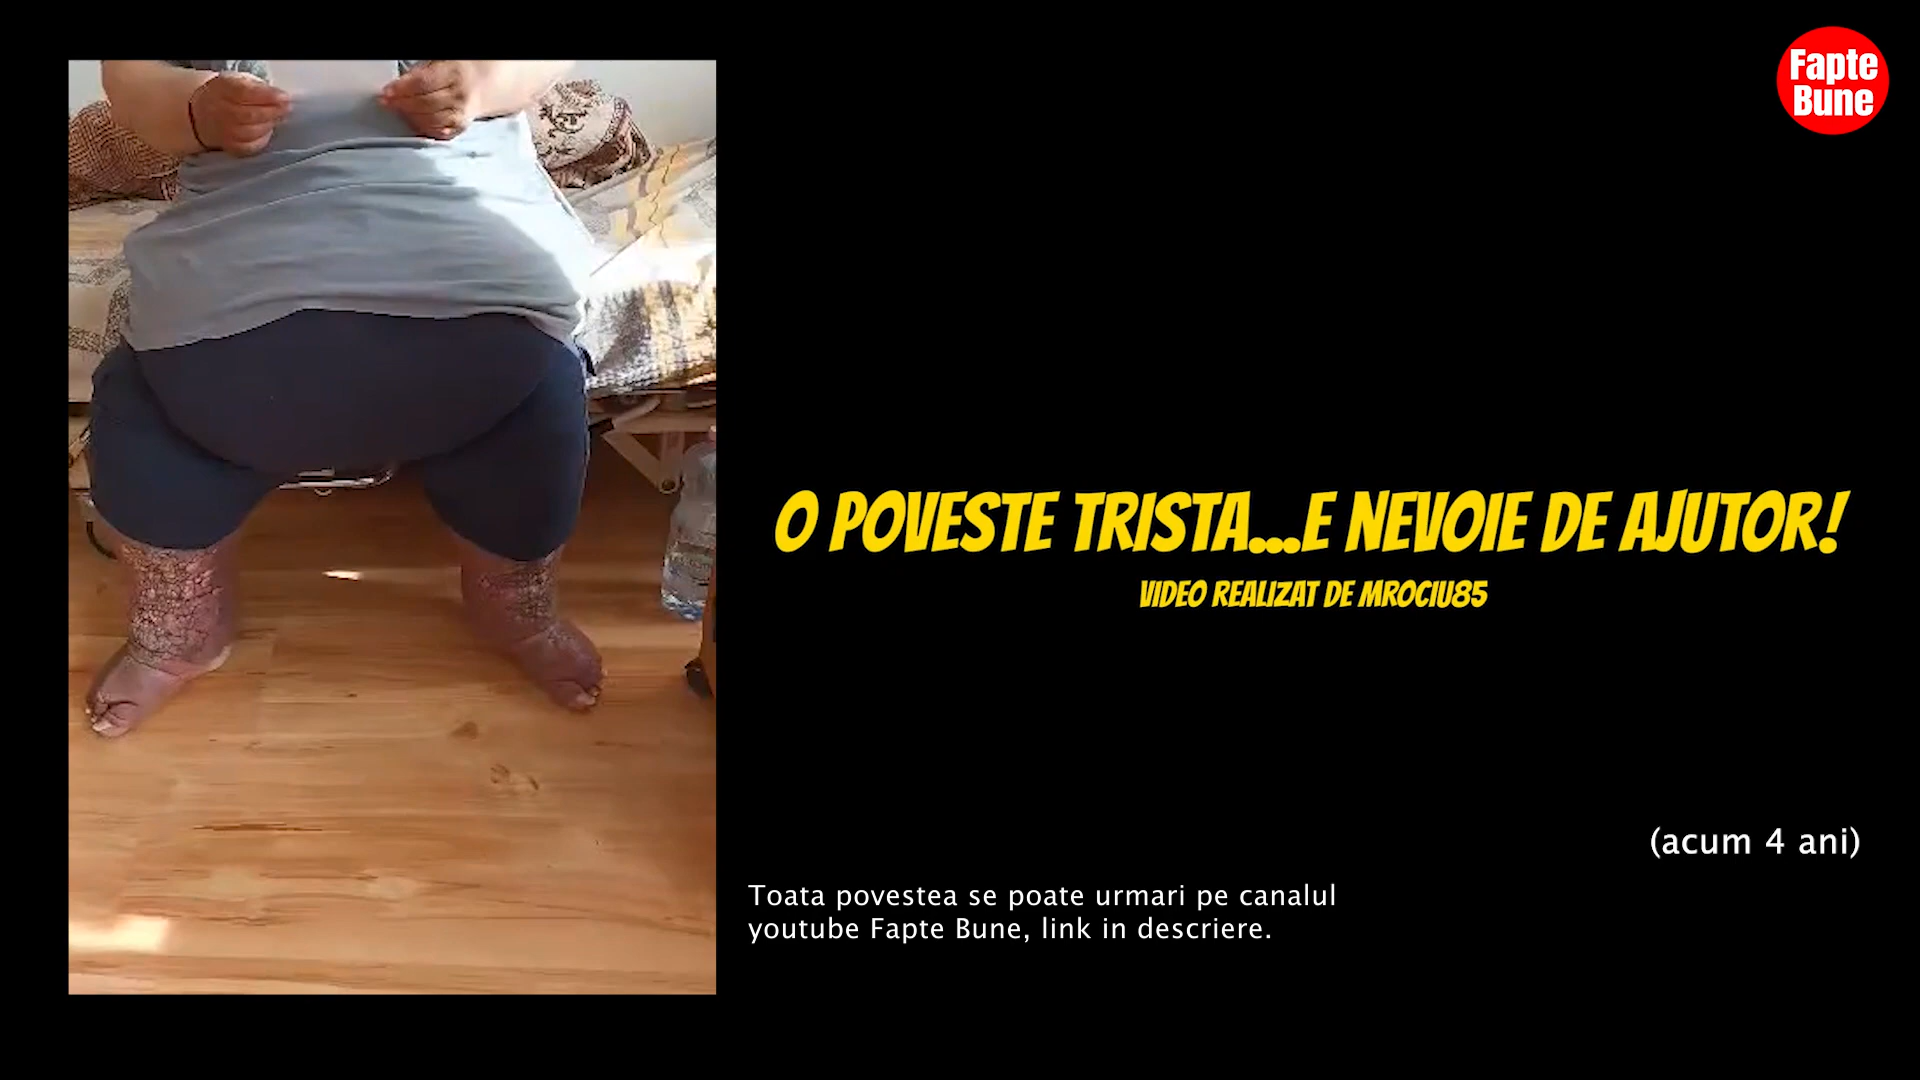 Fapte
Bune
O POVESTE TRISTA...E NEVOIE DE AJUTOR!
VIDEO REALIZAT DE MROCIU85
(acum 4 ani)
Toata povestea se poate urmari pe canalul
youtube Fapte Bune, link in descriere.